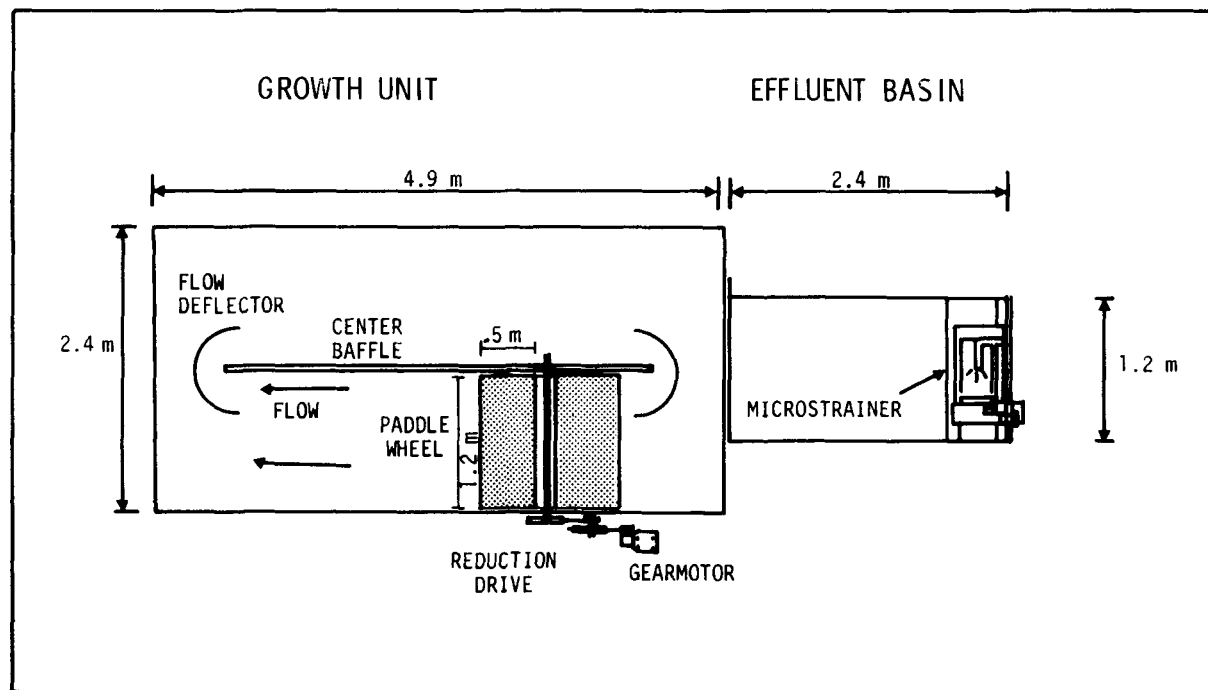 GROWTH UNIT
EFFLUENT BASIN
4.9 m
2.4 m
FLOW
DEFLECTOR
CENTER
BAFFLE
.5 m
2.4 m
FLOW
PADDLE
WHEEL
1.2 m
MICROSTRAINER
1.2 m
REDUCTION
DRIVE
GEARMOTOR